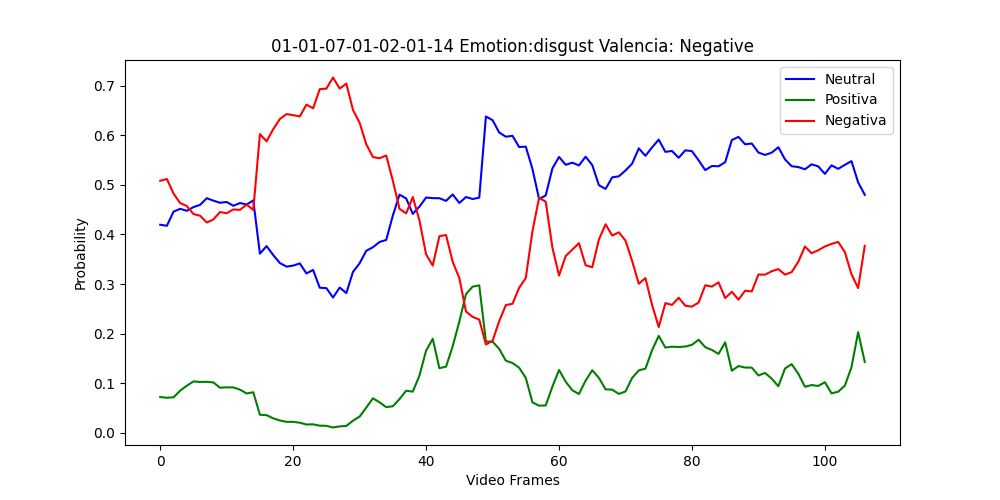 01-01-07-01-02-01-14 Emotion:disgust Valencia: Negative
Neutral
Positiva
Negativa
Probability
0.7
0.6
0.5
0.4
0.3
0.2
0.1
0.0
0 20 40 60 80 100
Video Frames